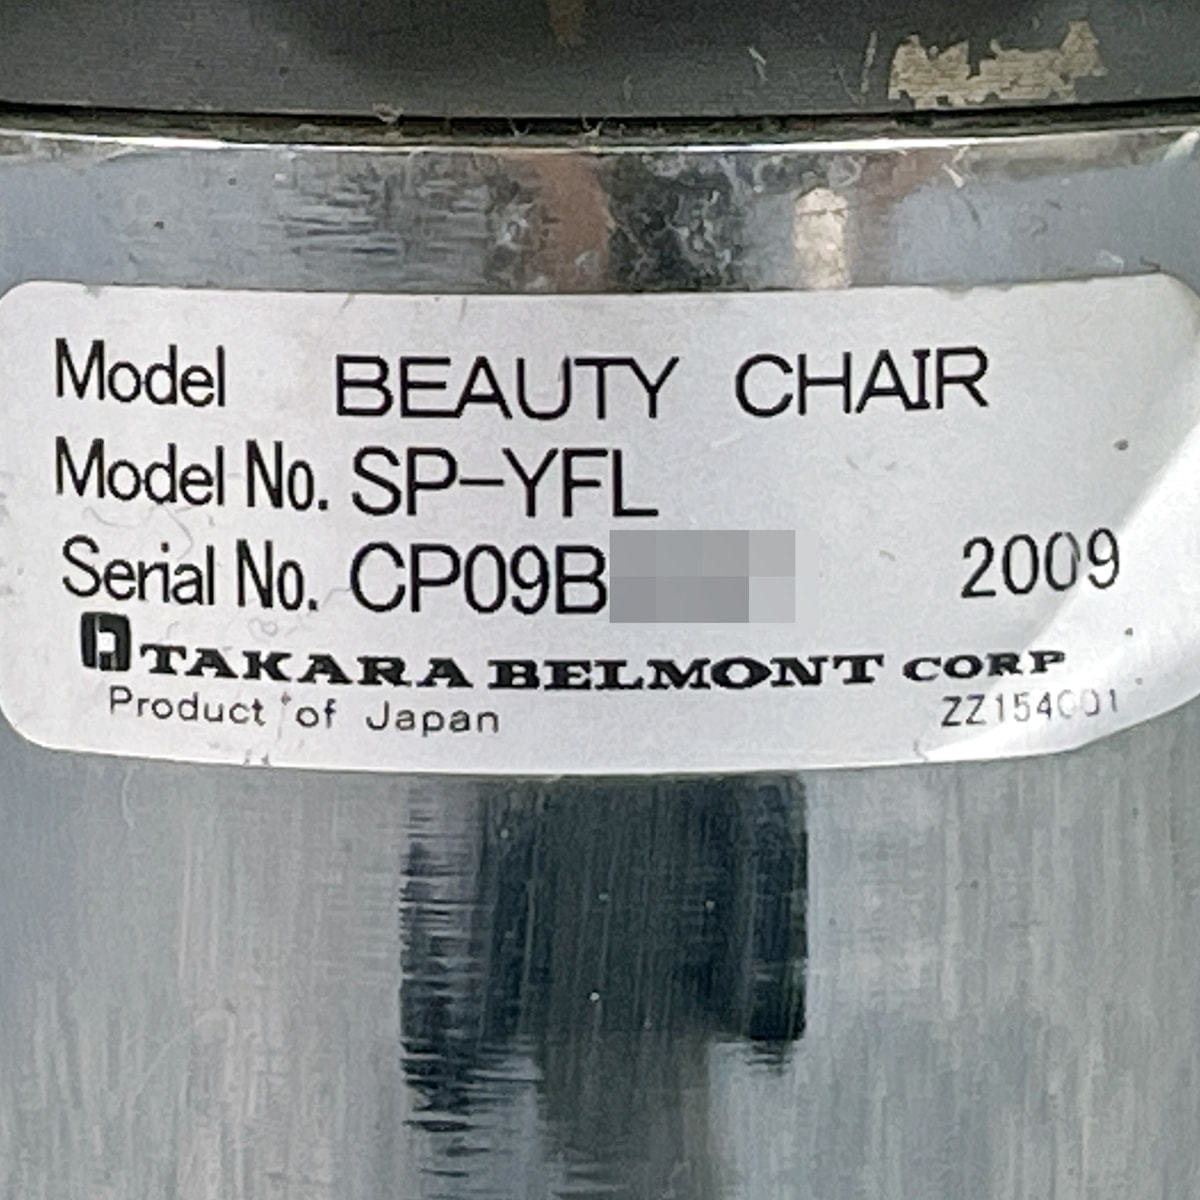 Model BEAUTY CHAIR
Model No. SP-YFL
Serial No. CP09B 2009
TAKARA BELMONT CORP
Product of Japan ZZ154001